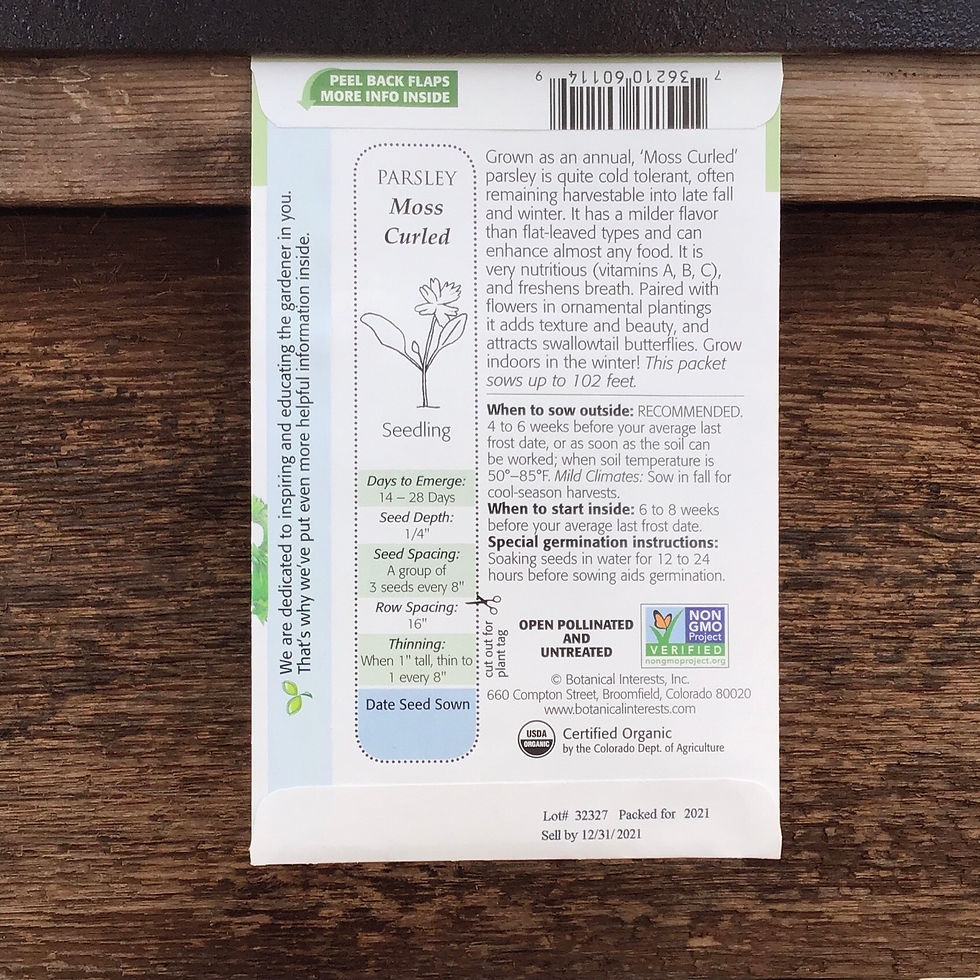 PEEL BACK FLAPS
MORE INFO INSIDE
7 36210 60114 9
We are dedicated to inspiring and educating the gardener in you.
That's why we've put even more helpful information inside.
PARSLEY
Moss
Curled
Seedling
Days to Emerge:
14 – 28 Days
Seed Depth:
1/4"
Seed Spacing:
A group of
3 seeds every 8"
Row Spacing:
16"
Thinning:
When 1" tall, thin to
1 every 8"
Date Seed Sown
cut out for
plant tag
Grown as an annual, 'Moss Curled'
parsley is quite cold tolerant, often
remaining harvestable into late fall
and winter. It has a milder flavor
than flat-leaved types and can
enhance almost any food. It is
very nutritious (vitamins A, B, C),
and freshens breath. Paired with
flowers in ornamental plantings
it adds texture and beauty, and
attracts swallowtail butterflies. Grow
indoors in the winter! This packet
sows up to 102 feet.
When to sow outside: RECOMMENDED.
4 to 6 weeks before your average last
frost date, or as soon as the soil can
be worked; when soil temperature is
50°–85°F. Mild Climates: Sow in fall for
cool-season harvests.
When to start inside: 6 to 8 weeks
before your average last frost date.
Special germination instructions:
Soaking seeds in water for 12 to 24
hours before sowing aids germination.
OPEN POLLINATED
AND
UNTREATED
NON
GMO
Project
VERIFIED
nongmoproject.org
© Botanical Interests, Inc.
660 Compton Street, Broomfield, Colorado 80020
www.botanicalinterests.com
USDA
ORGANIC
Certified Organic
by the Colorado Dept. of Agriculture
Lot# 32327 Packed for 2021
Sell by 12/31/2021